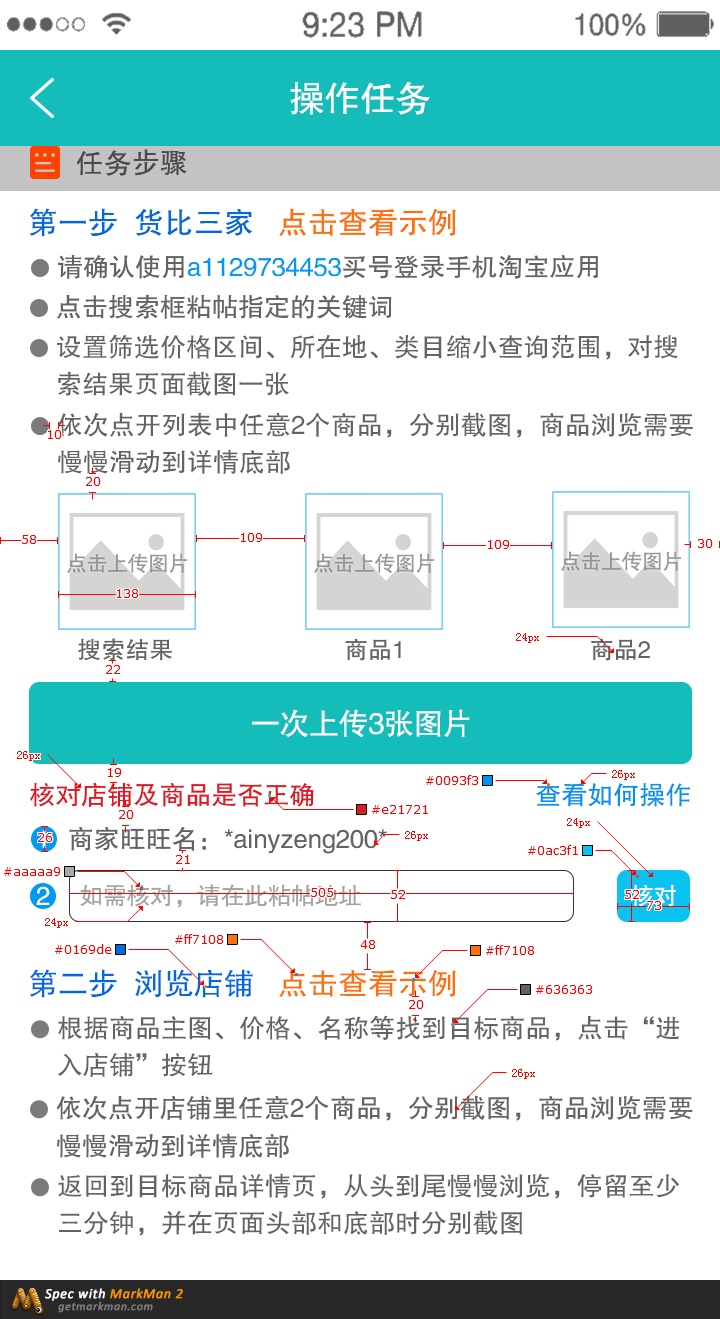 9:23 PM 100%
操作任务
任务步骤
第一步 货比三家 点击查看示例
请确认使用a1129734453买号登录手机淘宝应用
点击搜索框粘帖指定的关键词
设置筛选价格区间、所在地、类目缩小查询范围，对搜
索结果页面截图一张
依次点开列表中任意2个商品，分别截图，商品浏览需要
10
慢慢滑动到详情底部
20
58 109 109 30
点击上传图片 点击上传图片 点击上传图片
138
24px
搜索结果 商品1 商品2
22
一次上传3张图片
26px
19
#0093f3 26px
核对店铺及商品是否正确 查看如何操作
#e21721
20
24px
26 商家旺旺名：*ainyzeng200* 26px
#0ac3f1
21
#aaaaa9
2 如需核对，请在此粘帖地址 核对
505 52 52 73
24px
#ff7108
48
#0169de #ff7108
第二步 浏览店铺 点击查看示例
#636363
20
根据商品主图、价格、名称等找到目标商品，点击“进
入店铺”按钮
26px
依次点开店铺里任意2个商品，分别截图，商品浏览需要
慢慢滑动到详情底部
返回到目标商品详情页，从头到尾慢慢浏览，停留至少
三分钟，并在页面头部和底部时分别截图
Spec with MarkMan 2
getmarkman.com